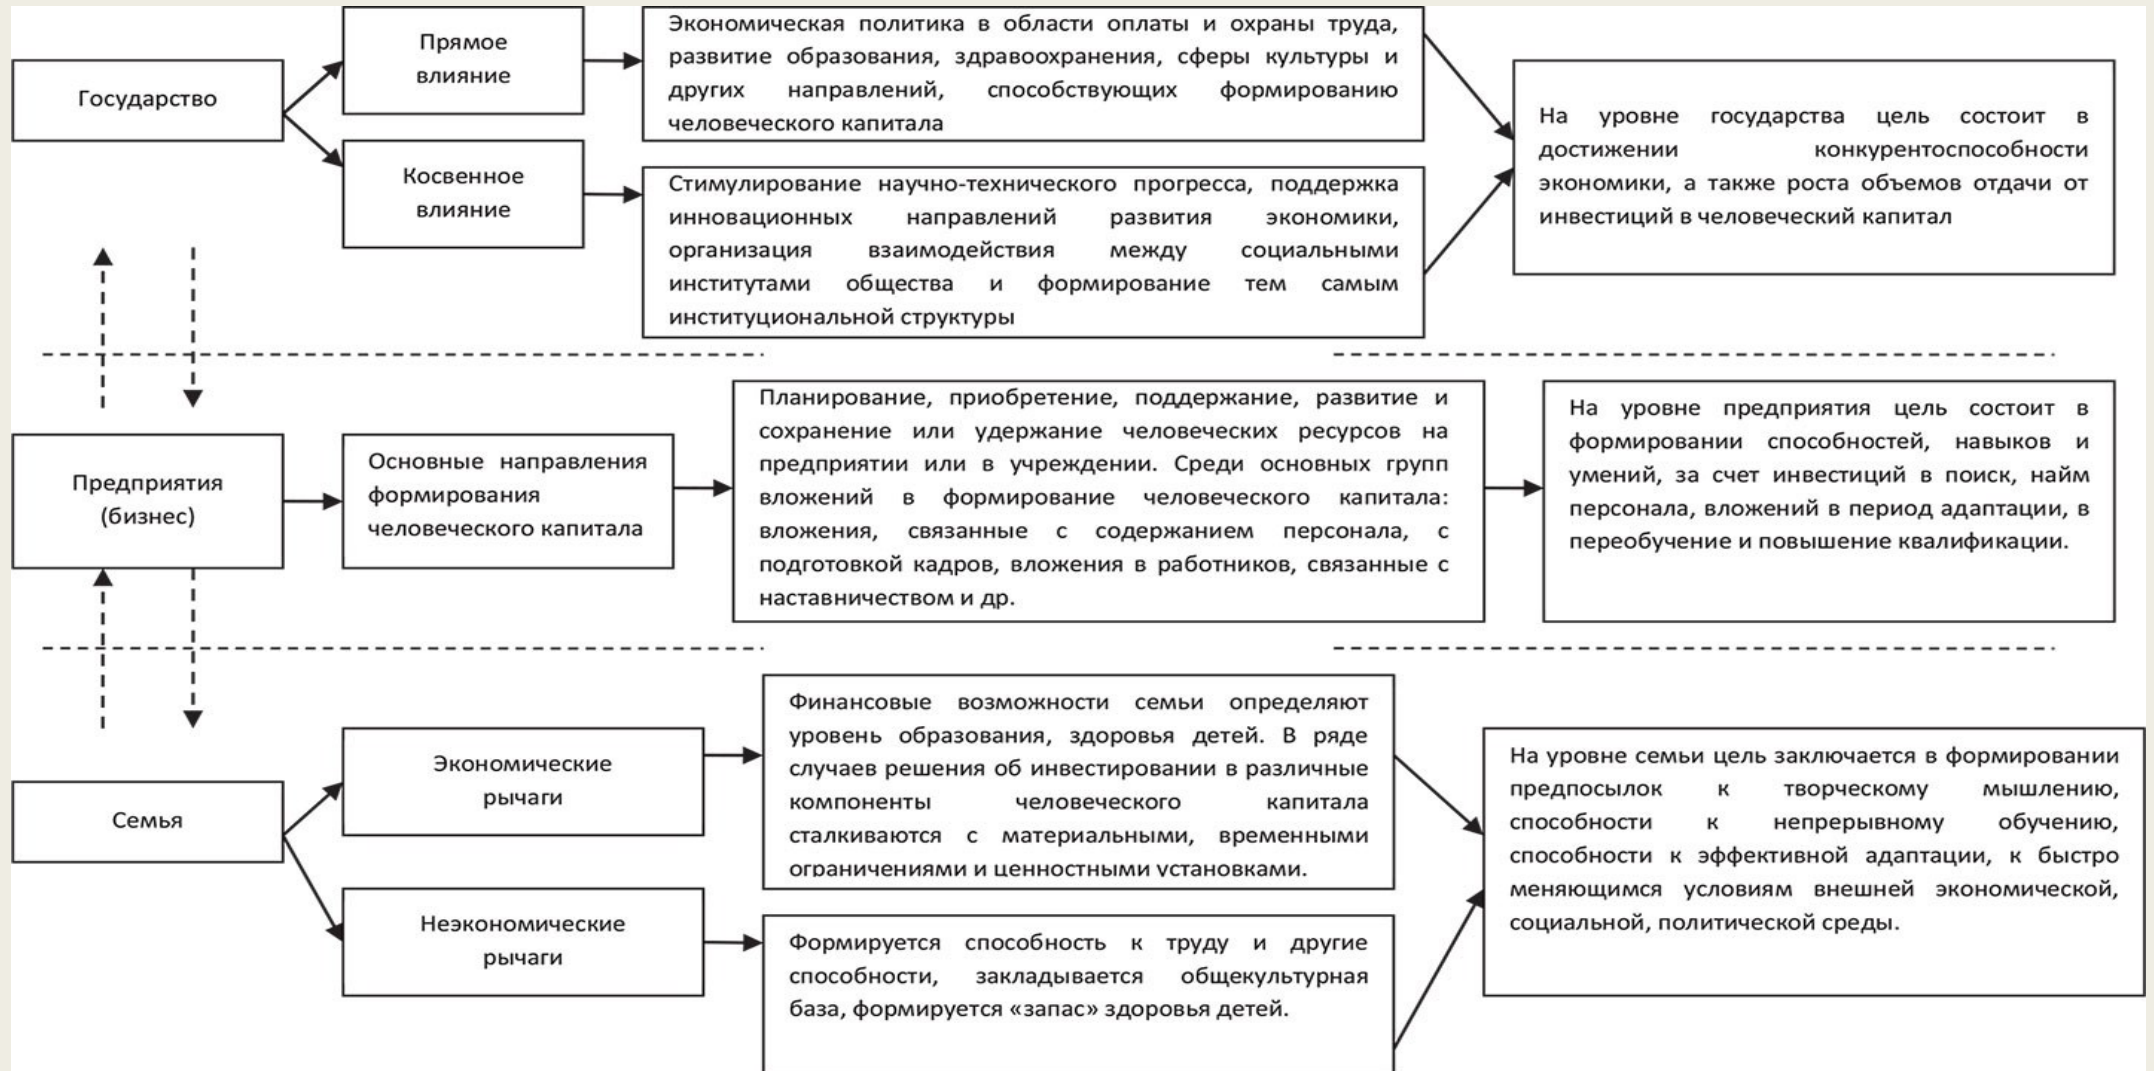 Государство
Прямое
влияние
Экономическая политика в области оплаты и охраны труда,
развитие образования, здравоохранения, сферы культуры и
других направлений, способствующих формированию
человеческого капитала
Косвенное
влияние
Стимулирование научно-технического прогресса, поддержка
инновационных направлений развития экономики,
организация взаимодействия между социальными
институтами общества и формирование тем самым
институциональной структуры
На уровне государства цель состоит в
достижении конкурентоспособности
экономики, а также роста объемов отдачи от
инвестиций в человеческий капитал
Предприятия
(бизнес)
Основные направления
формирования
человеческого капитала
Планирование, приобретение, поддержание, развитие и
сохранение или удержание человеческих ресурсов на
предприятии или в учреждении. Среди основных групп
вложений в формирование человеческого капитала:
вложения, связанные с содержанием персонала, с
подготовкой кадров, вложения в работников, связанные с
наставничеством и др.
На уровне предприятия цель состоит в
формировании способностей, навыков и
умений, за счет инвестиций в поиск, найм
персонала, вложений в период адаптации, в
переобучение и повышение квалификации.
Семья
Экономические
рычаги
Финансовые возможности семьи определяют
уровень образования, здоровья детей. В ряде
случаев решения об инвестировании в различные
компоненты человеческого капитала
сталкиваются с материальными, временными
ограничениями и ценностными установками.
Неэкономические
рычаги
Формируется способность к труду и другие
способности, закладывается общекультурная
база, формируется «запас» здоровья детей.
На уровне семьи цель заключается в формировании
предпосылок к творческому мышлению,
способности к непрерывному обучению,
способности к эффективной адаптации, к быстро
меняющимся условиям внешней экономической,
социальной, политической среды.